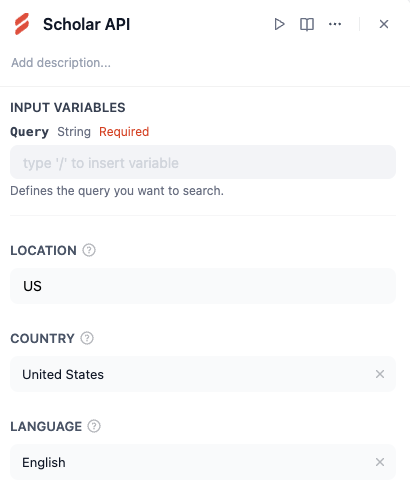 Scholar API
Add description...
INPUT VARIABLES
Query String Required
type '/' to insert variable
Defines the query you want to search.
LOCATION
US
COUNTRY
United States
LANGUAGE
English